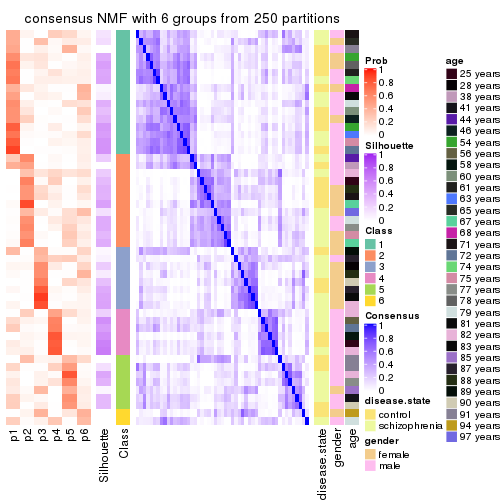 consensus NMF with 6 groups from 250 partitions
Prob
1
0.8
0.6
0.4
0.2
0
Silhouette
1
0.8
0.6
0.4
0.2
0
Class
1
2
3
4
5
6
Consensus
1
0.8
0.6
0.4
0.2
0
disease.state
control
schizophrenia
gender
female
male
age
25 years
28 years
38 years
41 years
44 years
46 years
54 years
56 years
58 years
60 years
61 years
63 years
65 years
67 years
68 years
71 years
72 years
74 years
75 years
77 years
78 years
79 years
81 years
82 years
83 years
85 years
87 years
88 years
89 years
90 years
91 years
94 years
97 years
p1
p2
p3
p4
p5
p6
Silhouette
Class
disease.state
gender
age